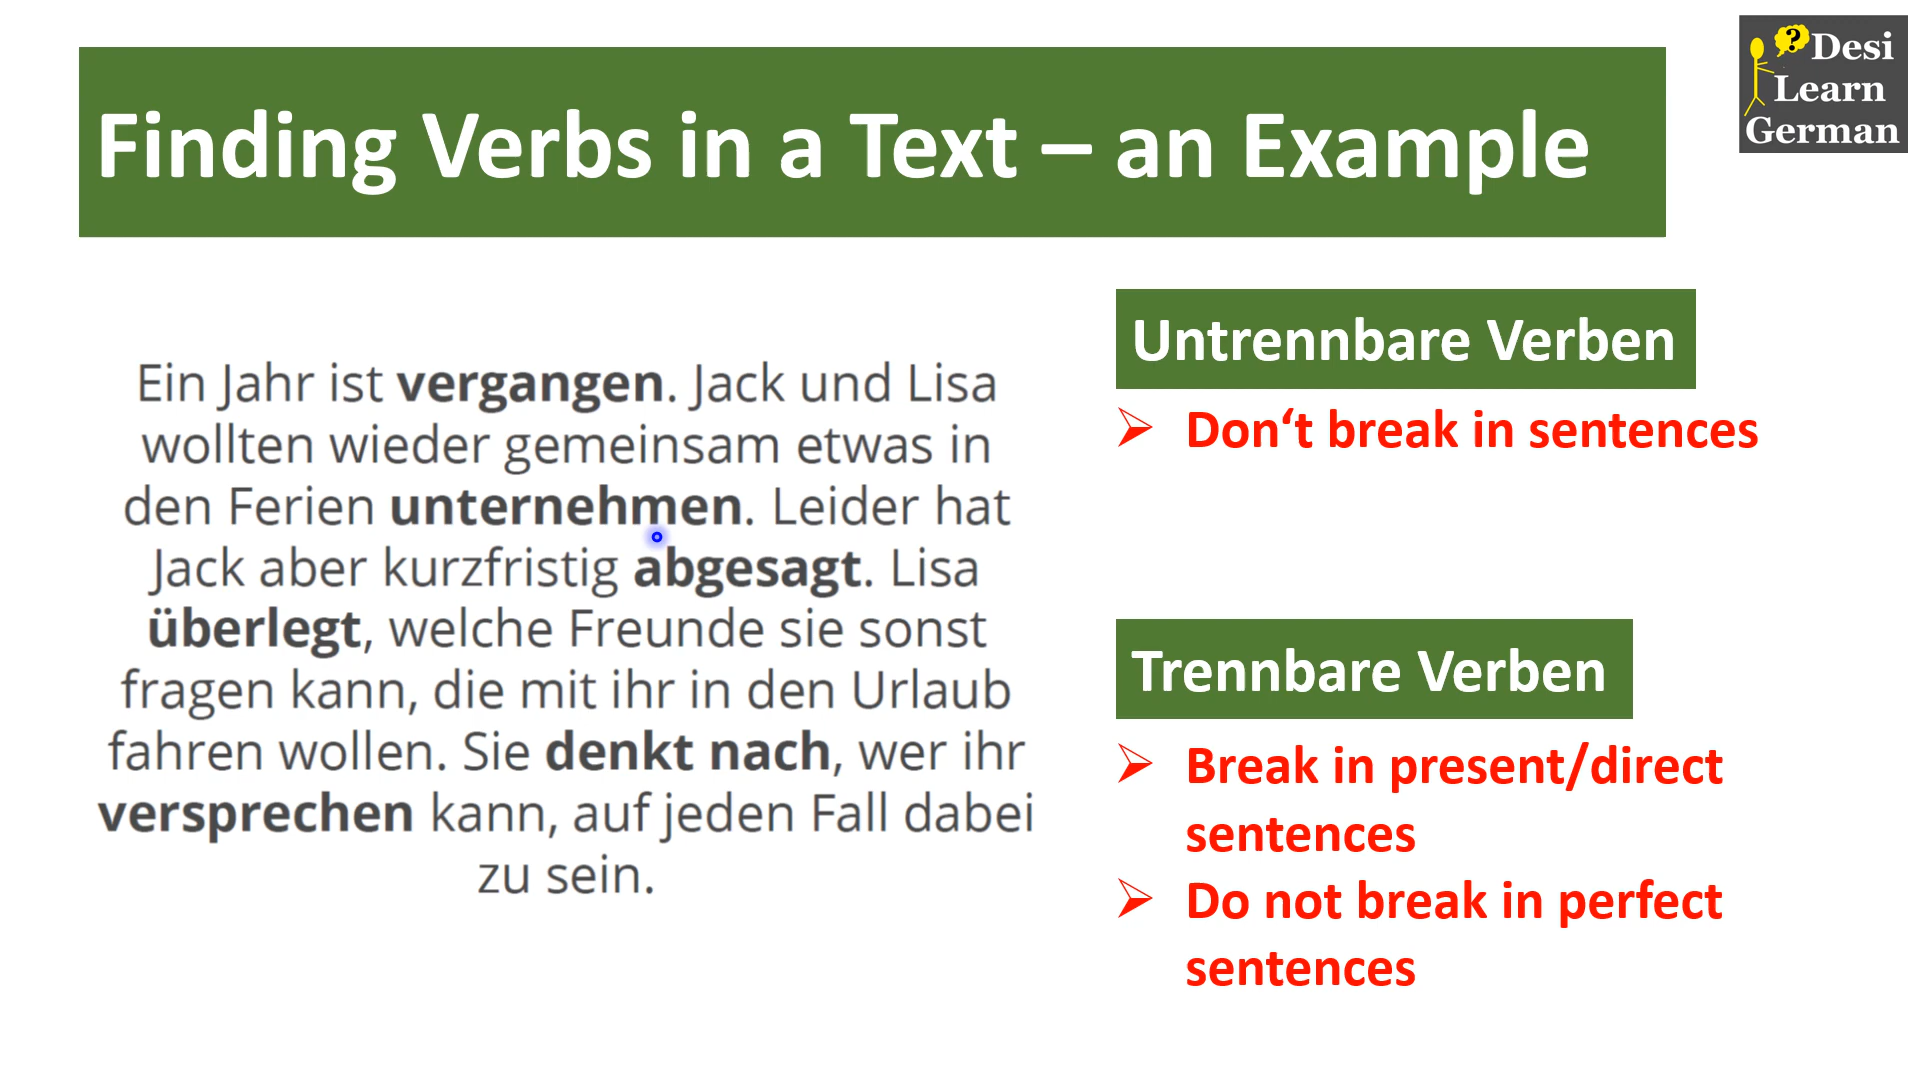 Finding Verbs in a Text – an Example
?
Desi
Learn
German
Ein Jahr ist vergangen. Jack und Lisa
wollten wieder gemeinsam etwas in
den Ferien unternehmen. Leider hat
Jack aber kurzfristig abgesagt. Lisa
überlegt, welche Freunde sie sonst
fragen kann, die mit ihr in den Urlaub
fahren wollen. Sie denkt nach, wer ihr
versprechen kann, auf jeden Fall dabei
zu sein.
Untrennbare Verben
Don‘t break in sentences
Trennbare Verben
Break in present/direct
sentences
Do not break in perfect
sentences